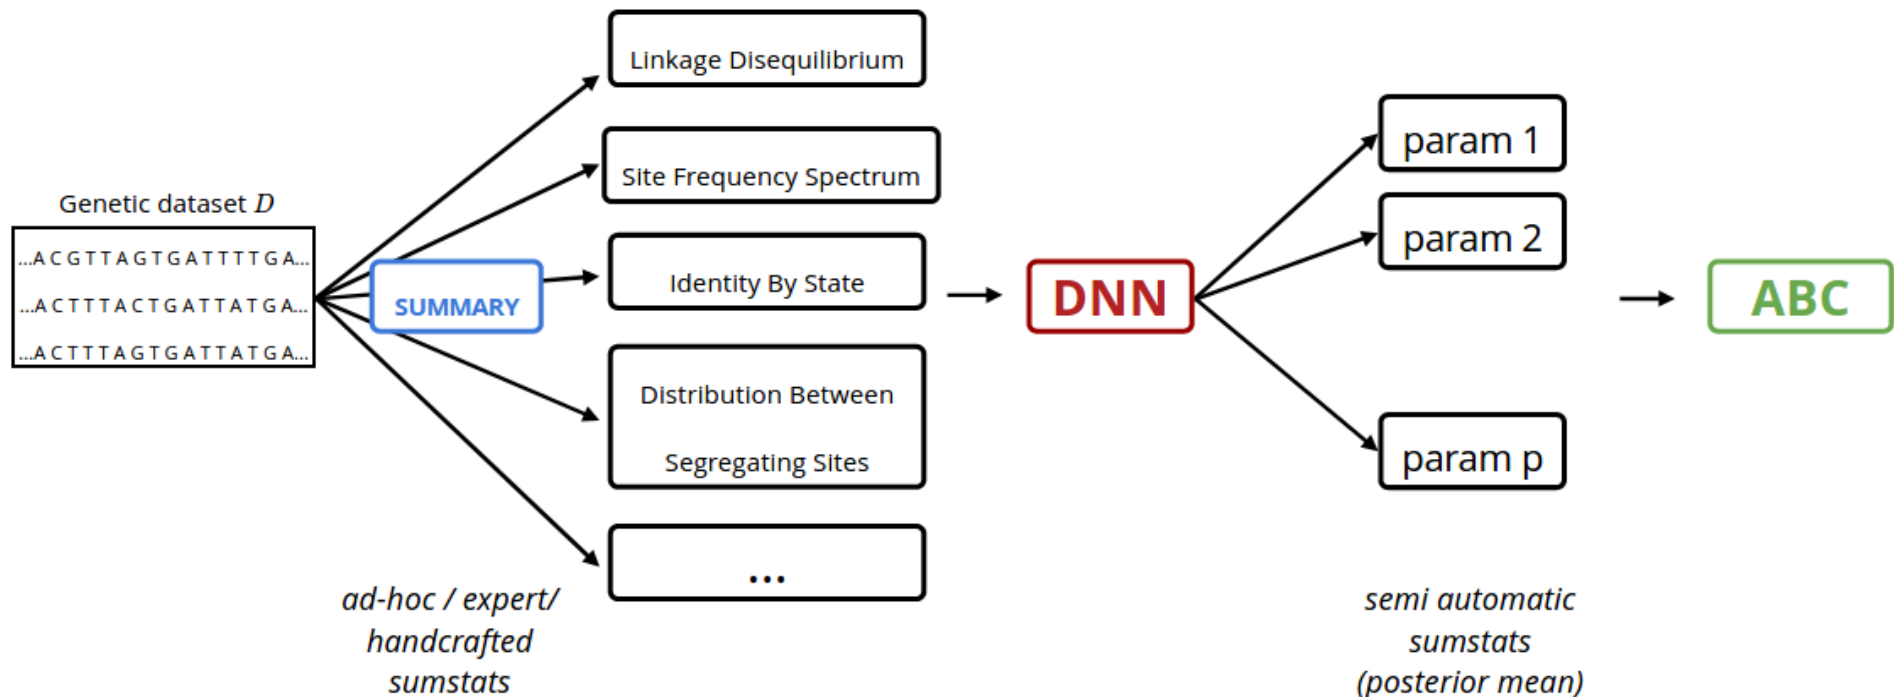 Genetic dataset D
...A C G T T A G T G A T T T T G A...
...A C T T T A C T G A T T A T G A...
...A C T T T A G T G A T T A T G A...
SUMMARY
ad-hoc / expert/
handcrafted
sumstats
Linkage Disequilibrium
Site Frequency Spectrum
Identity By State
Distribution Between
Segregating Sites
...
DNN
param 1
param 2
param p
semi automatic
sumstats
(posterior mean)
ABC